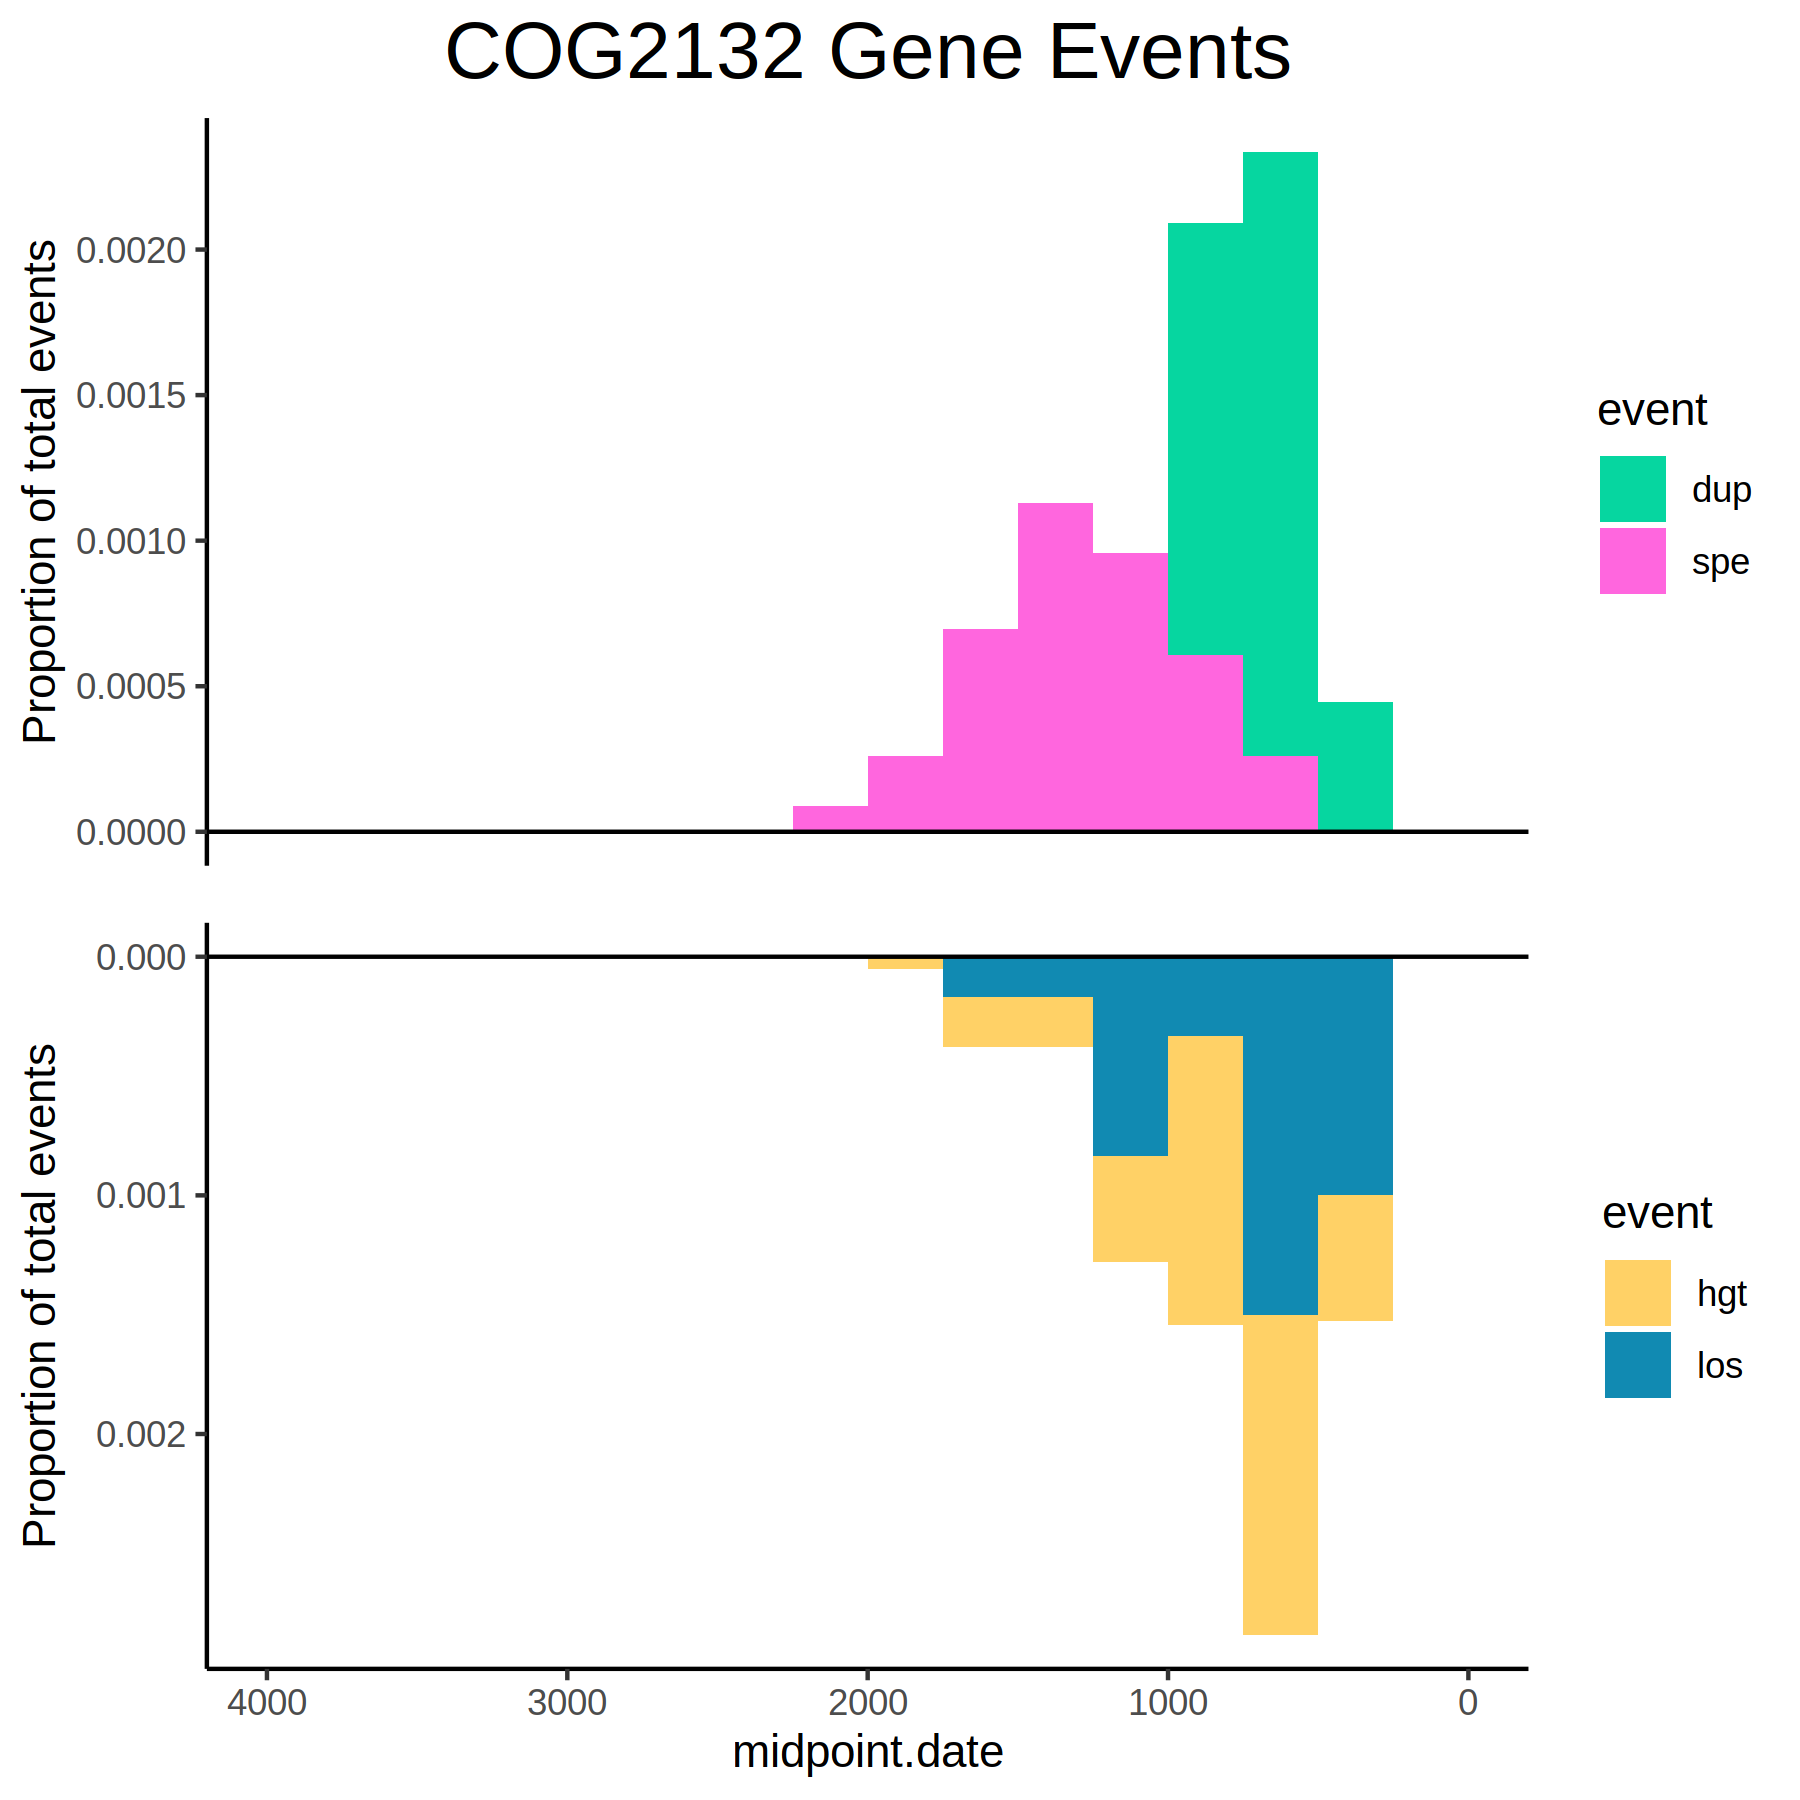 COG2132 Gene Events
Proportion of total events
0.0020
0.0015
0.0010
0.0005
0.0000
event
dup
spe
Proportion of total events
0.000
0.001
0.002
event
hgt
los
4000 3000 2000 1000 0
midpoint.date